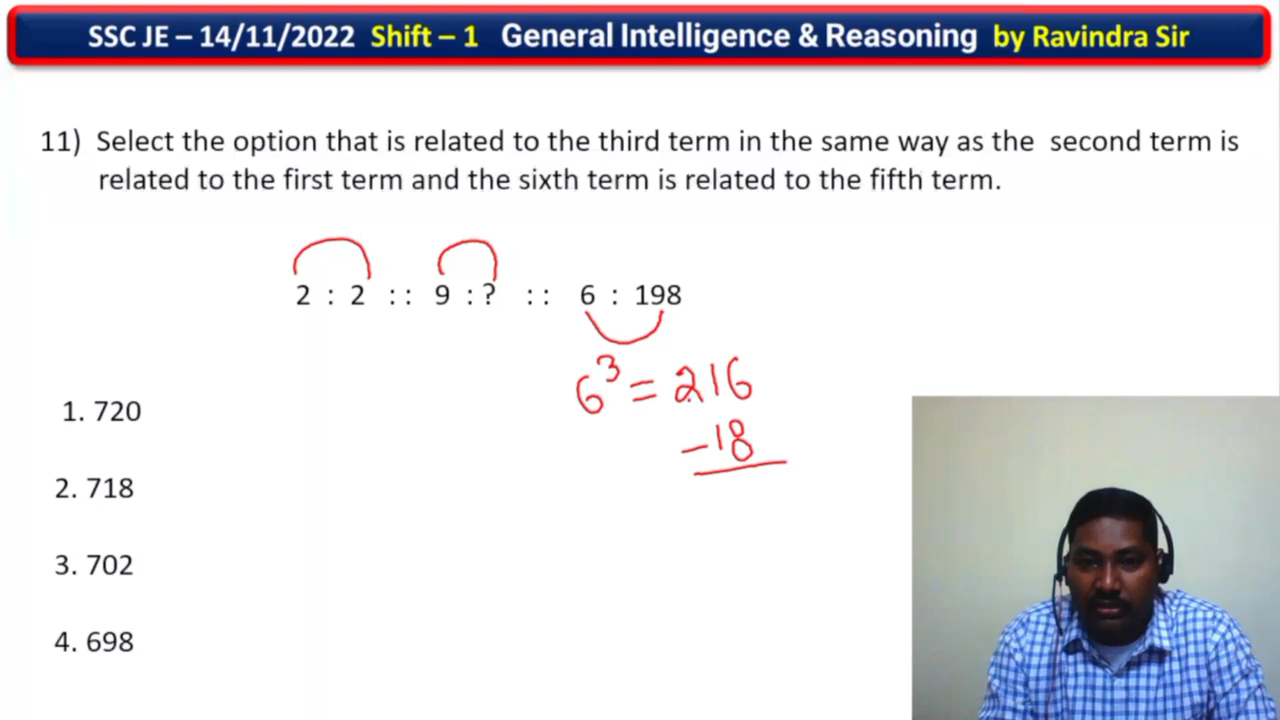 SSC JE – 14/11/2022 Shift – 1 General Intelligence & Reasoning by Ravindra Sir
11) Select the option that is related to the third term in the same way as the second term is
related to the first term and the sixth term is related to the fifth term.
2 : 2 :: 9 : ? :: 6 : 198
6³ = 216
–18
1. 720
2. 718
3. 702
4. 698